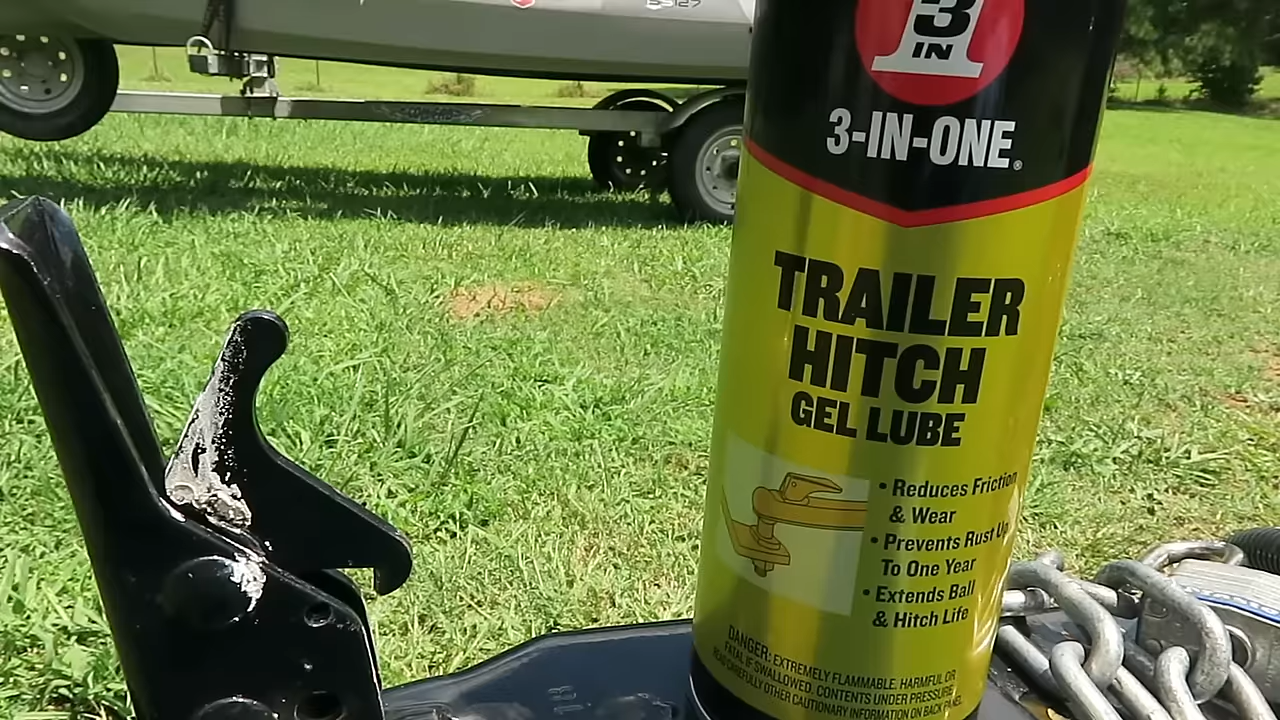 3
IN
3-IN-ONE®
TRAILER
HITCH
GEL LUBE
• Reduces Friction
& Wear
• Prevents Rust Up
To One Year
• Extends Ball
& Hitch Life
DANGER: EXTREMELY FLAMMABLE. HARMFUL OR
FATAL IF SWALLOWED. CONTENTS UNDER PRESSURE.
READ CAREFULLY OTHER CAUTIONARY INFORMATION ON BACK PANEL.